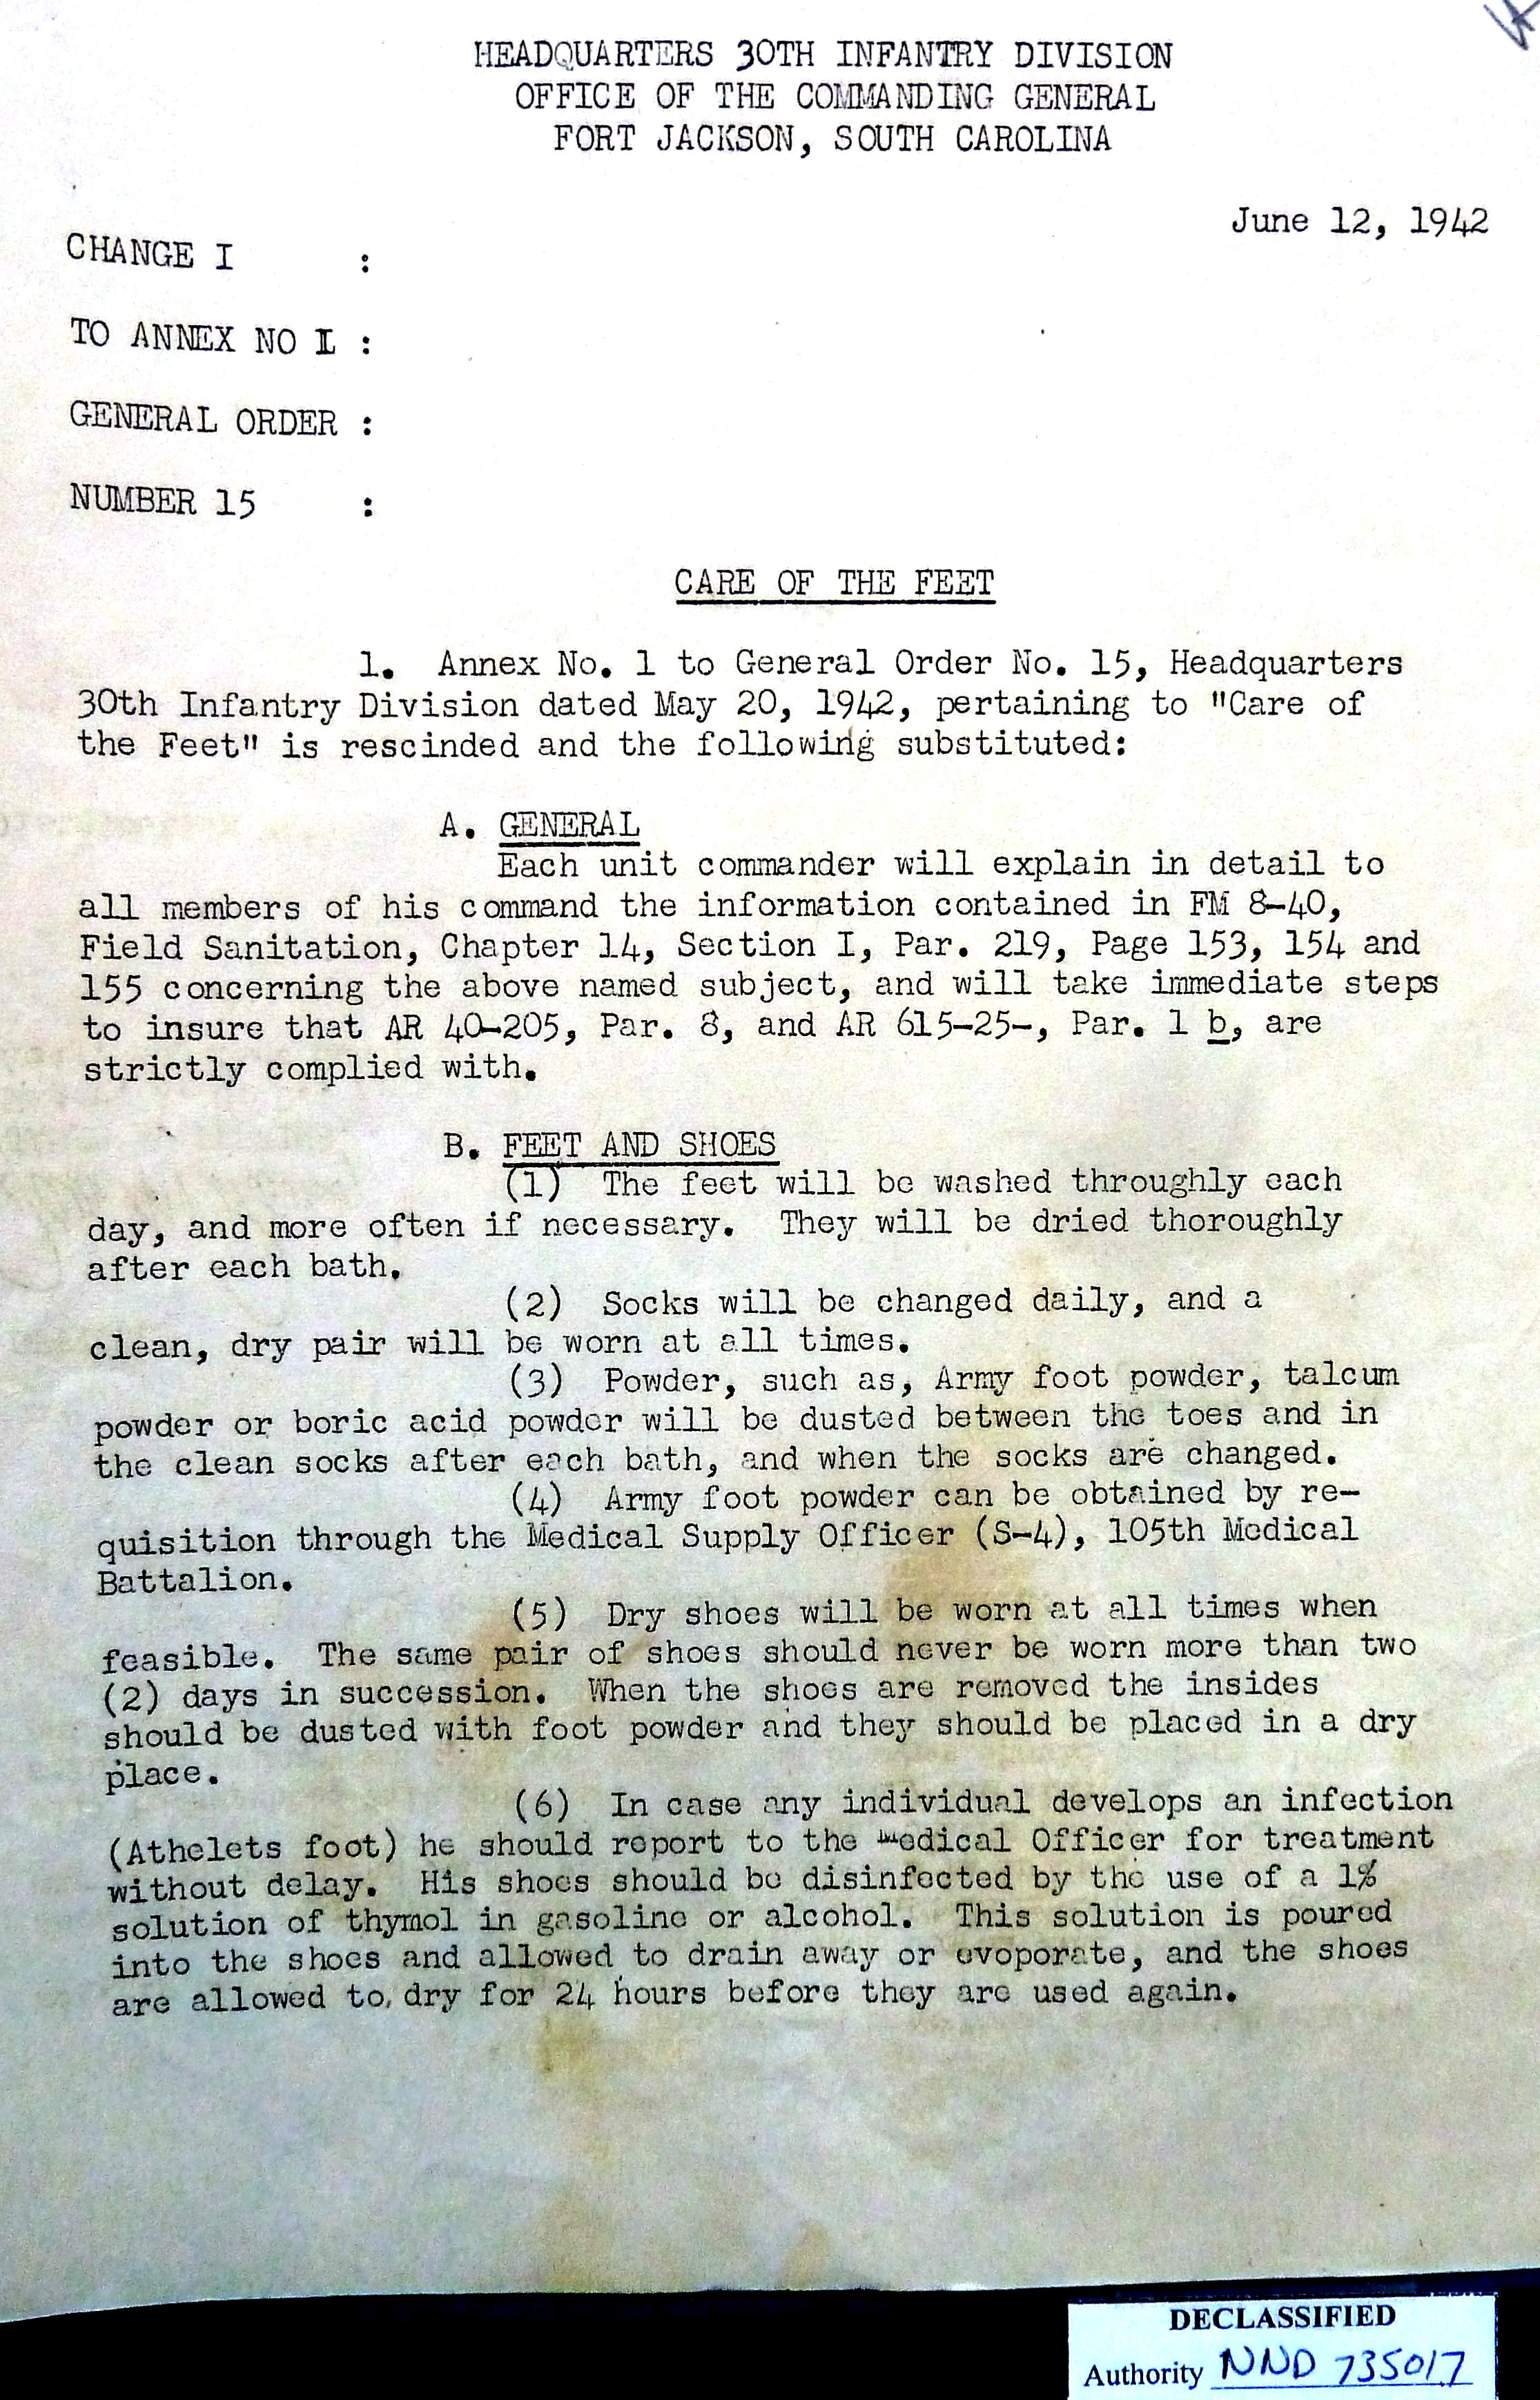 HEADQUARTERS 30TH INFANTRY DIVISION
OFFICE OF THE COMMANDING GENERAL
FORT JACKSON, SOUTH CAROLINA
June 12, 1942
CHANGE I :
TO ANNEX NO I :
GENERAL ORDER :
NUMBER 15 :
CARE OF THE FEET
1. Annex No. 1 to General Order No. 15, Headquarters
30th Infantry Division dated May 20, 1942, pertaining to "Care of
the Feet" is rescinded and the following substituted:
A. GENERAL
Each unit commander will explain in detail to
all members of his command the information contained in FM 8-40,
Field Sanitation, Chapter 14, Section I, Par. 219, Page 153, 154 and
155 concerning the above named subject, and will take immediate steps
to insure that AR 40-205, Par. 8, and AR 615-25-, Par. 1 b, are
strictly complied with.
B. FEET AND SHOES
(1) The feet will be washed throughly each
day, and more often if necessary. They will be dried thoroughly
after each bath.
(2) Socks will be changed daily, and a
clean, dry pair will be worn at all times.
(3) Powder, such as, Army foot powder, talcum
powder or boric acid powder will be dusted between the toes and in
the clean socks after each bath, and when the socks are changed.
(4) Army foot powder can be obtained by re-
quisition through the Medical Supply Officer (S-4), 105th Medical
Battalion.
(5) Dry shoes will be worn at all times when
feasible. The same pair of shoes should never be worn more than two
(2) days in succession. When the shoes are removed the insides
should be dusted with foot powder and they should be placed in a dry
place.
(6) In case any individual develops an infection
(Athelets foot) he should report to the Medical Officer for treatment
without delay. His shoes should be disinfected by the use of a 1%
solution of thymol in gasoline or alcohol. This solution is poured
into the shoes and allowed to drain away or evoporate, and the shoes
are allowed to dry for 24 hours before they are used again.
DECLASSIFIED
Authority NND 735017